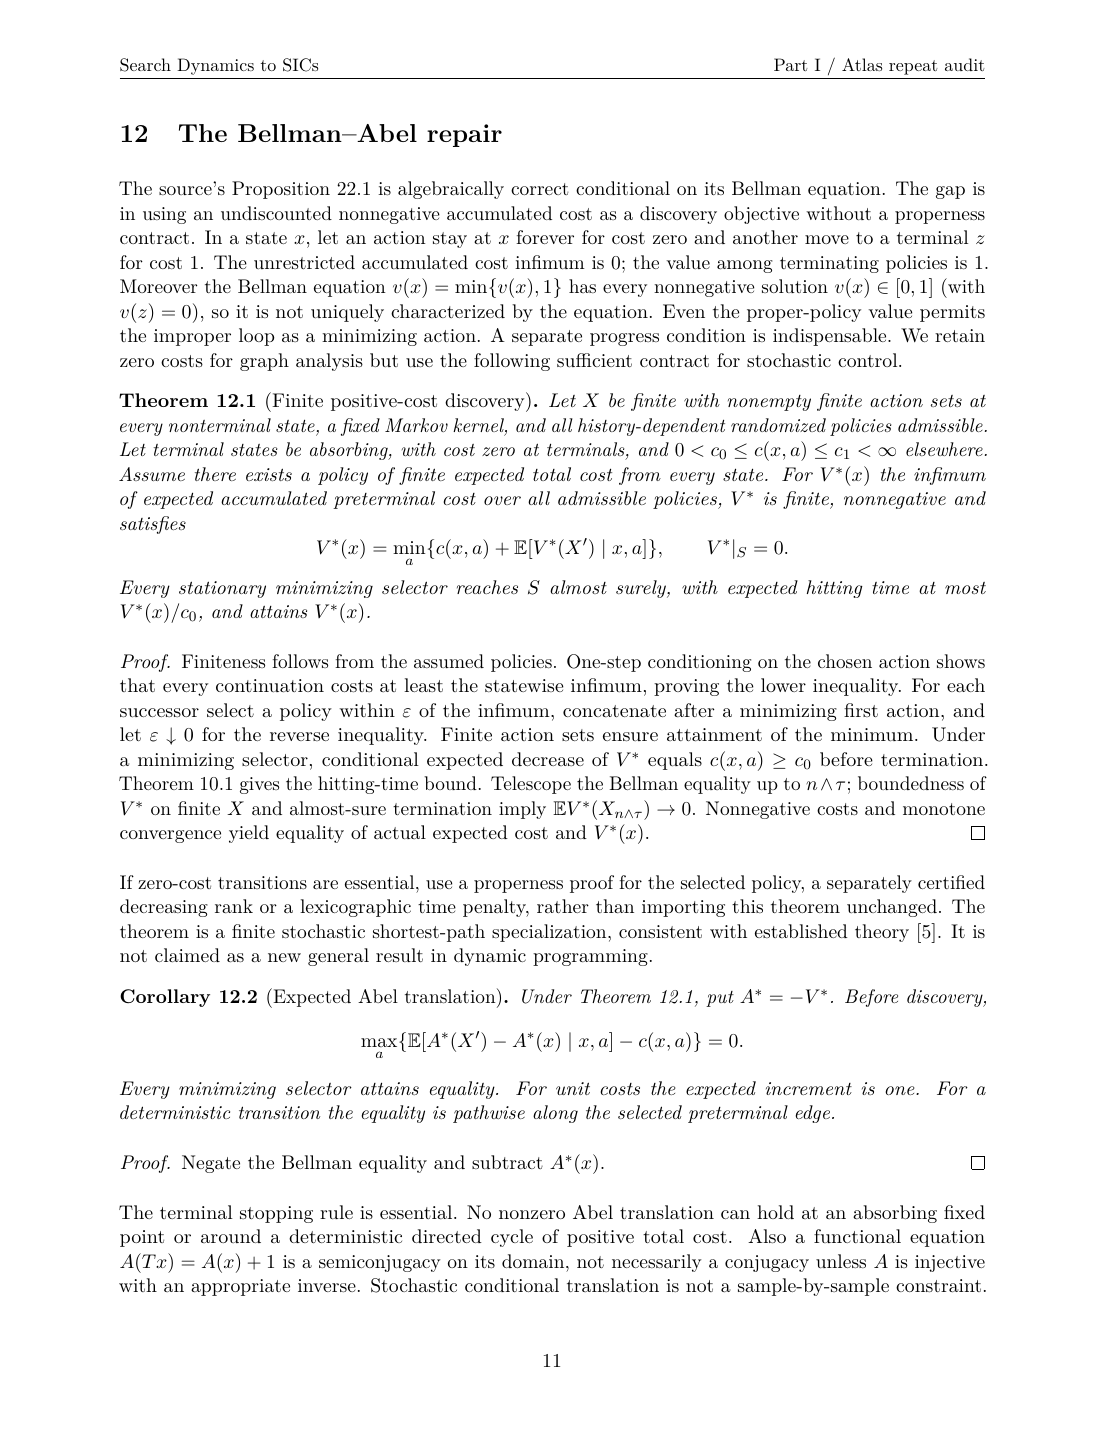 Search Dynamics to SICs
Part I / Atlas repeat audit
12 The Bellman–Abel repair
The source's Proposition 22.1 is algebraically correct conditional on its Bellman equation. The gap is
in using an undiscounted nonnegative accumulated cost as a discovery objective without a properness
contract. In a state x, let an action stay at x forever for cost zero and another move to a terminal z
for cost 1. The unrestricted accumulated cost infimum is 0; the value among terminating policies is 1.
Moreover the Bellman equation v(x) = min{v(x), 1} has every nonnegative solution v(x) ∈ [0, 1] (with
v(z) = 0), so it is not uniquely characterized by the equation. Even the proper-policy value permits
the improper loop as a minimizing action. A separate progress condition is indispensable. We retain
zero costs for graph analysis but use the following sufficient contract for stochastic control.
Theorem 12.1 (Finite positive-cost discovery). Let X be finite with nonempty finite action sets at
every nonterminal state, a fixed Markov kernel, and all history-dependent randomized policies admissible.
Let terminal states be absorbing, with cost zero at terminals, and 0 < c₀ ≤ c(x, a) ≤ c₁ < ∞ elsewhere.
Assume there exists a policy of finite expected total cost from every state. For V*(x) the infimum
of expected accumulated preterminal cost over all admissible policies, V* is finite, nonnegative and
satisfies
V*(x) = min{c(x, a) + 𝔼[V*(X′) | x, a]}, V*|S = 0.
a
Every stationary minimizing selector reaches S almost surely, with expected hitting time at most
V*(x)/c₀, and attains V*(x).
Proof. Finiteness follows from the assumed policies. One-step conditioning on the chosen action shows
that every continuation costs at least the statewise infimum, proving the lower inequality. For each
successor select a policy within ε of the infimum, concatenate after a minimizing first action, and
let ε ↓ 0 for the reverse inequality. Finite action sets ensure attainment of the minimum. Under
a minimizing selector, conditional expected decrease of V* equals c(x, a) ≥ c₀ before termination.
Theorem 10.1 gives the hitting-time bound. Telescope the Bellman equality up to n∧τ; boundedness of
V* on finite X and almost-sure termination imply 𝔼V*(Xn∧τ) → 0. Nonnegative costs and monotone
convergence yield equality of actual expected cost and V*(x). □
If zero-cost transitions are essential, use a properness proof for the selected policy, a separately certified
decreasing rank or a lexicographic time penalty, rather than importing this theorem unchanged. The
theorem is a finite stochastic shortest-path specialization, consistent with established theory [5]. It is
not claimed as a new general result in dynamic programming.
Corollary 12.2 (Expected Abel translation). Under Theorem 12.1, put A* = −V*. Before discovery,
max{𝔼[A*(X′) − A*(x) | x, a] − c(x, a)} = 0.
a
Every minimizing selector attains equality. For unit costs the expected increment is one. For a
deterministic transition the equality is pathwise along the selected preterminal edge.
Proof. Negate the Bellman equality and subtract A*(x). □
The terminal stopping rule is essential. No nonzero Abel translation can hold at an absorbing fixed
point or around a deterministic directed cycle of positive total cost. Also a functional equation
A(Tx) = A(x) + 1 is a semiconjugacy on its domain, not necessarily a conjugacy unless A is injective
with an appropriate inverse. Stochastic conditional translation is not a sample-by-sample constraint.
11